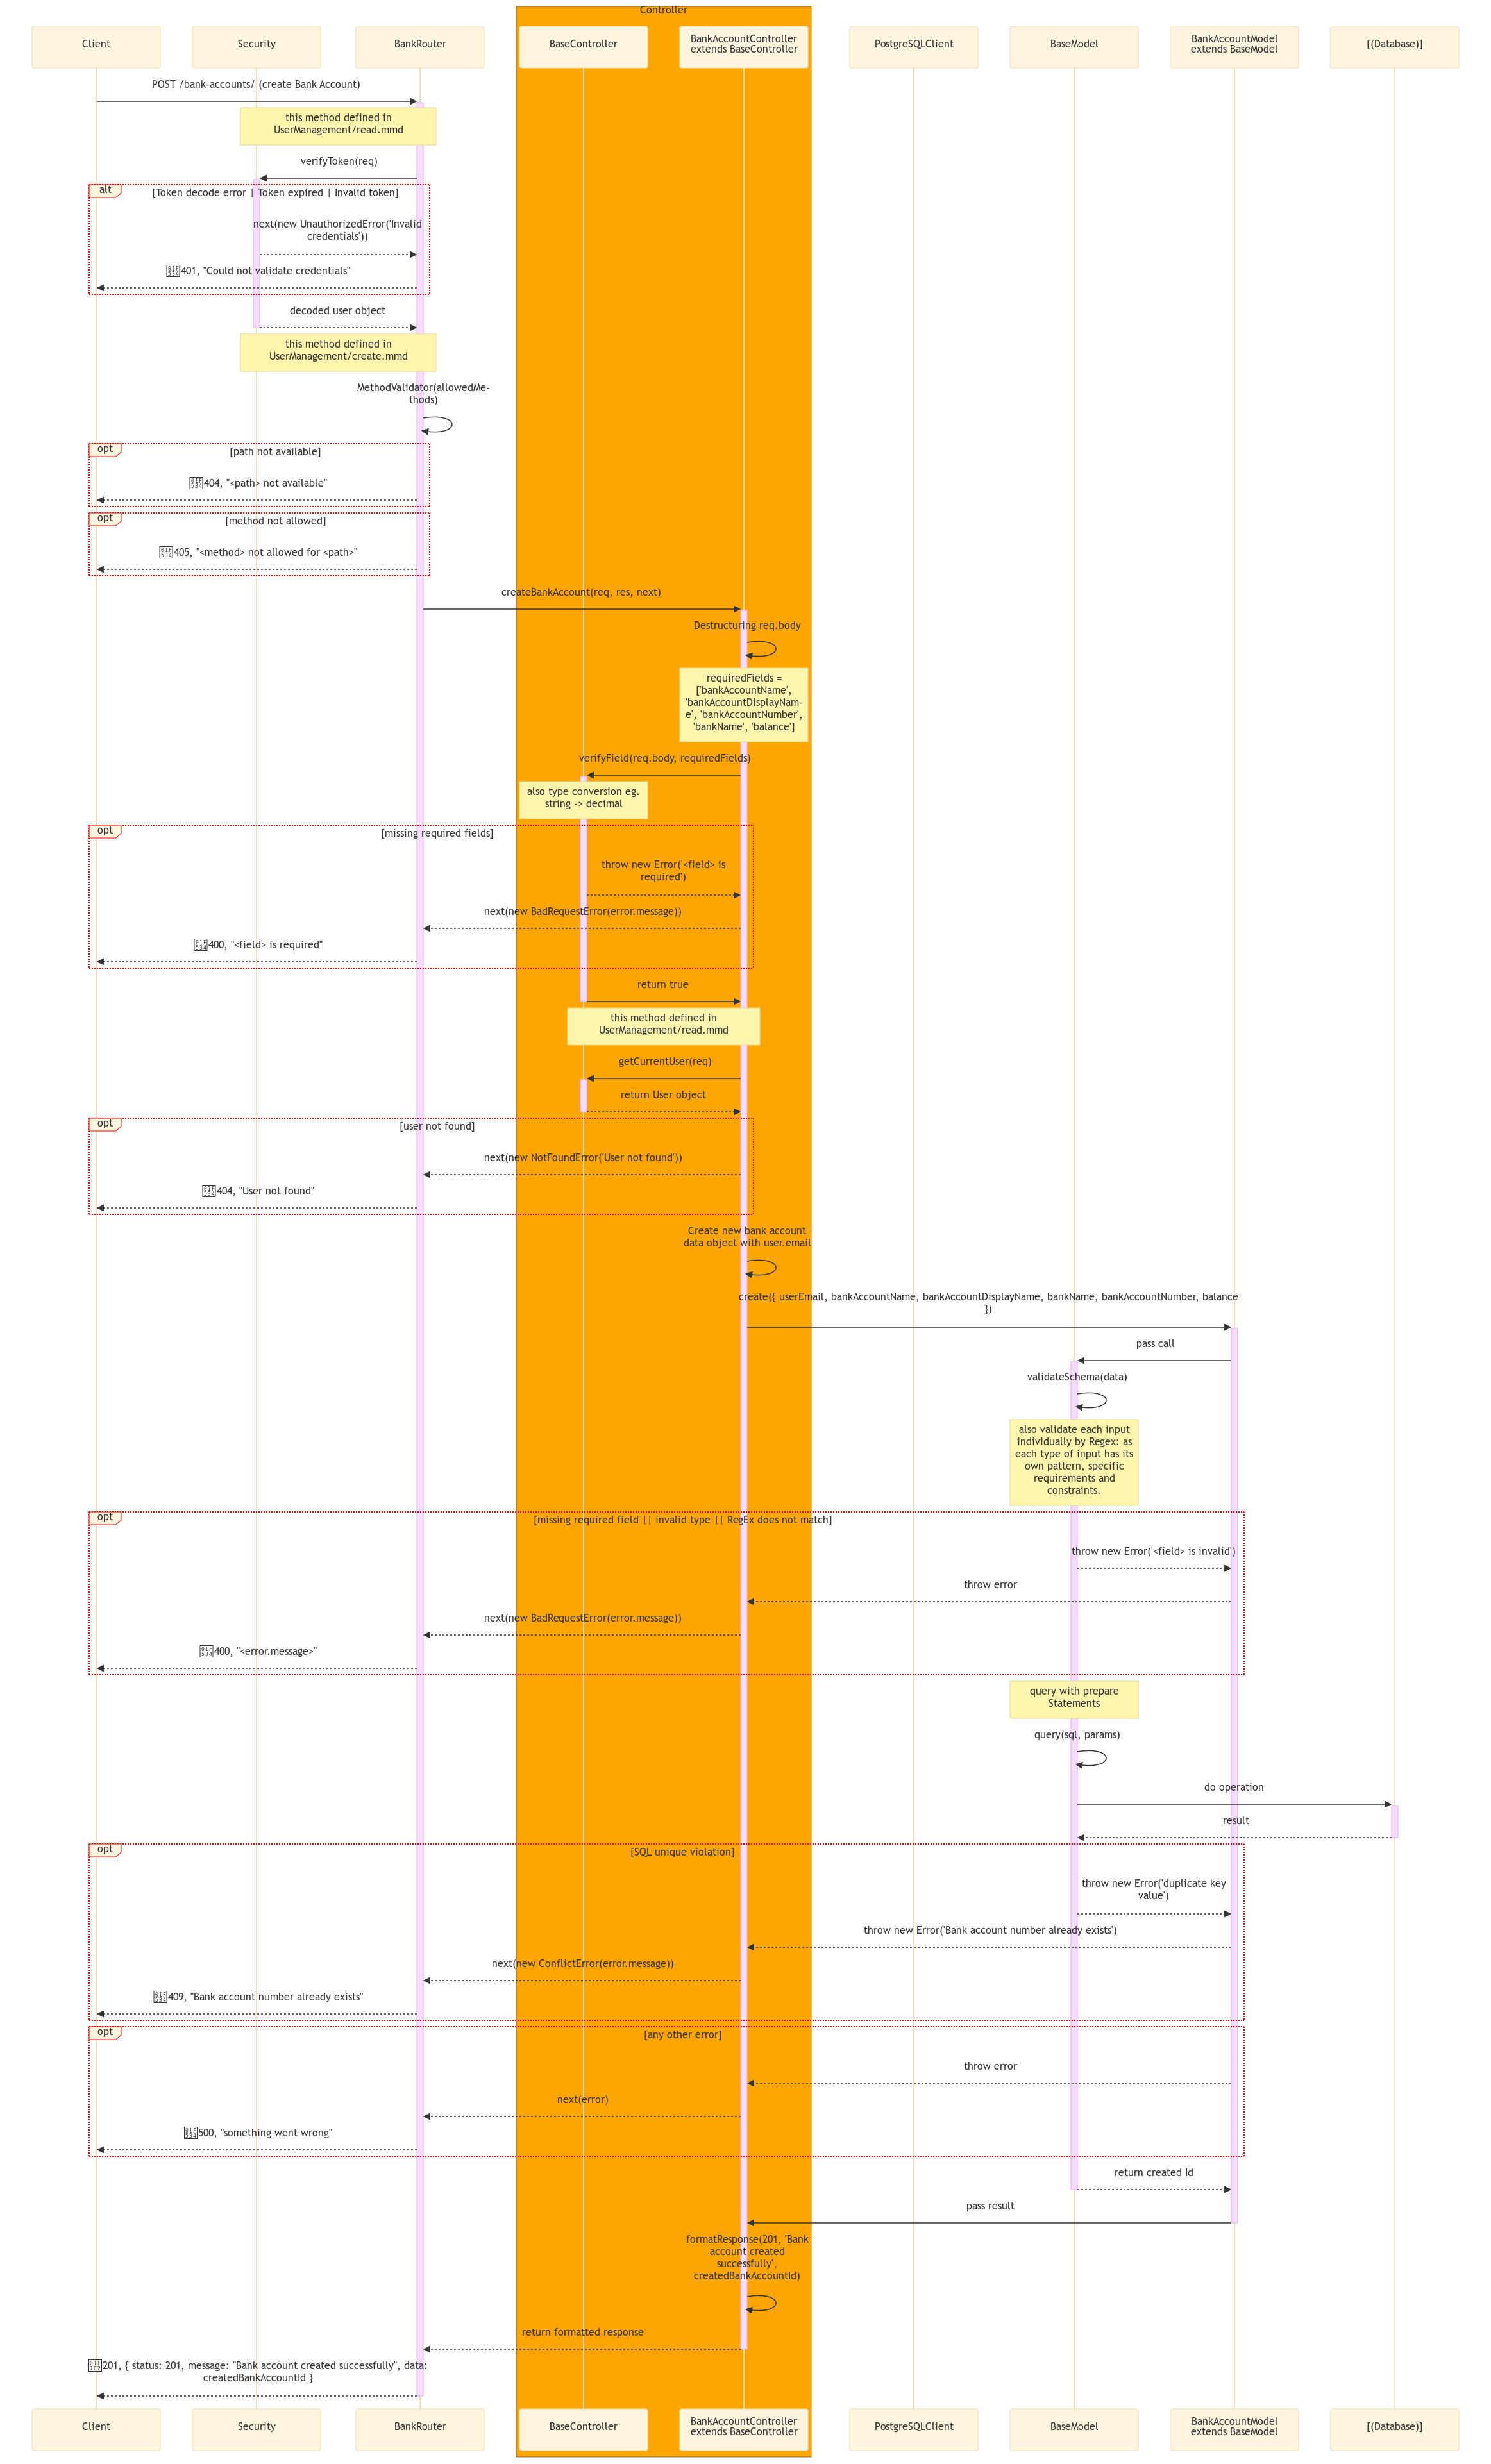 Controller
Client
Security
BankRouter
BaseController
BankAccountController
extends BaseController
PostgreSQLClient
BaseModel
BankAccountModel
extends BaseModel
[(Database)]
POST /bank-accounts/ (create Bank Account)
this method defined in
UserManagement/read.mmd
verifyToken(req)
alt
[Token decode error | Token expired | Invalid token]
next(new UnauthorizedError('Invalid
credentials'))
401, "Could not validate credentials"
decoded user object
this method defined in
UserManagement/create.mmd
MethodValidator(allowedMe-
thods)
opt
[path not available]
404, "<path> not available"
opt
[method not allowed]
405, "<method> not allowed for <path>"
createBankAccount(req, res, next)
Destructuring req.body
requiredFields =
['bankAccountName',
'bankAccountDisplayNam-
e', 'bankAccountNumber',
'bankName', 'balance']
verifyField(req.body, requiredFields)
also type conversion eg.
string -> decimal
opt
[missing required fields]
throw new Error('<field> is
required')
next(new BadRequestError(error.message))
400, "<field> is required"
return true
this method defined in
UserManagement/read.mmd
getCurrentUser(req)
return User object
opt
[user not found]
next(new NotFoundError('User not found'))
404, "User not found"
Create new bank account
data object with user.email
create({ userEmail, bankAccountName, bankAccountDisplayName, bankName, bankAccountNumber, balance
})
pass call
validateSchema(data)
also validate each input
individually by Regex: as
each type of input has its
own pattern, specific
requirements and
constraints.
opt
[missing required field || invalid type || RegEx does not match]
throw new Error('<field> is invalid')
throw error
next(new BadRequestError(error.message))
400, "<error.message>"
query with prepare
Statements
query(sql, params)
do operation
result
opt
[SQL unique violation]
throw new Error('duplicate key
value')
throw new Error('Bank account number already exists')
next(new ConflictError(error.message))
409, "Bank account number already exists"
opt
[any other error]
throw error
next(error)
500, "something went wrong"
return created Id
pass result
formatResponse(201, 'Bank
account created
successfully',
createdBankAccountId)
return formatted response
201, { status: 201, message: "Bank account created successfully", data:
createdBankAccountId }
Client
Security
BankRouter
BaseController
BankAccountController
extends BaseController
PostgreSQLClient
BaseModel
BankAccountModel
extends BaseModel
[(Database)]